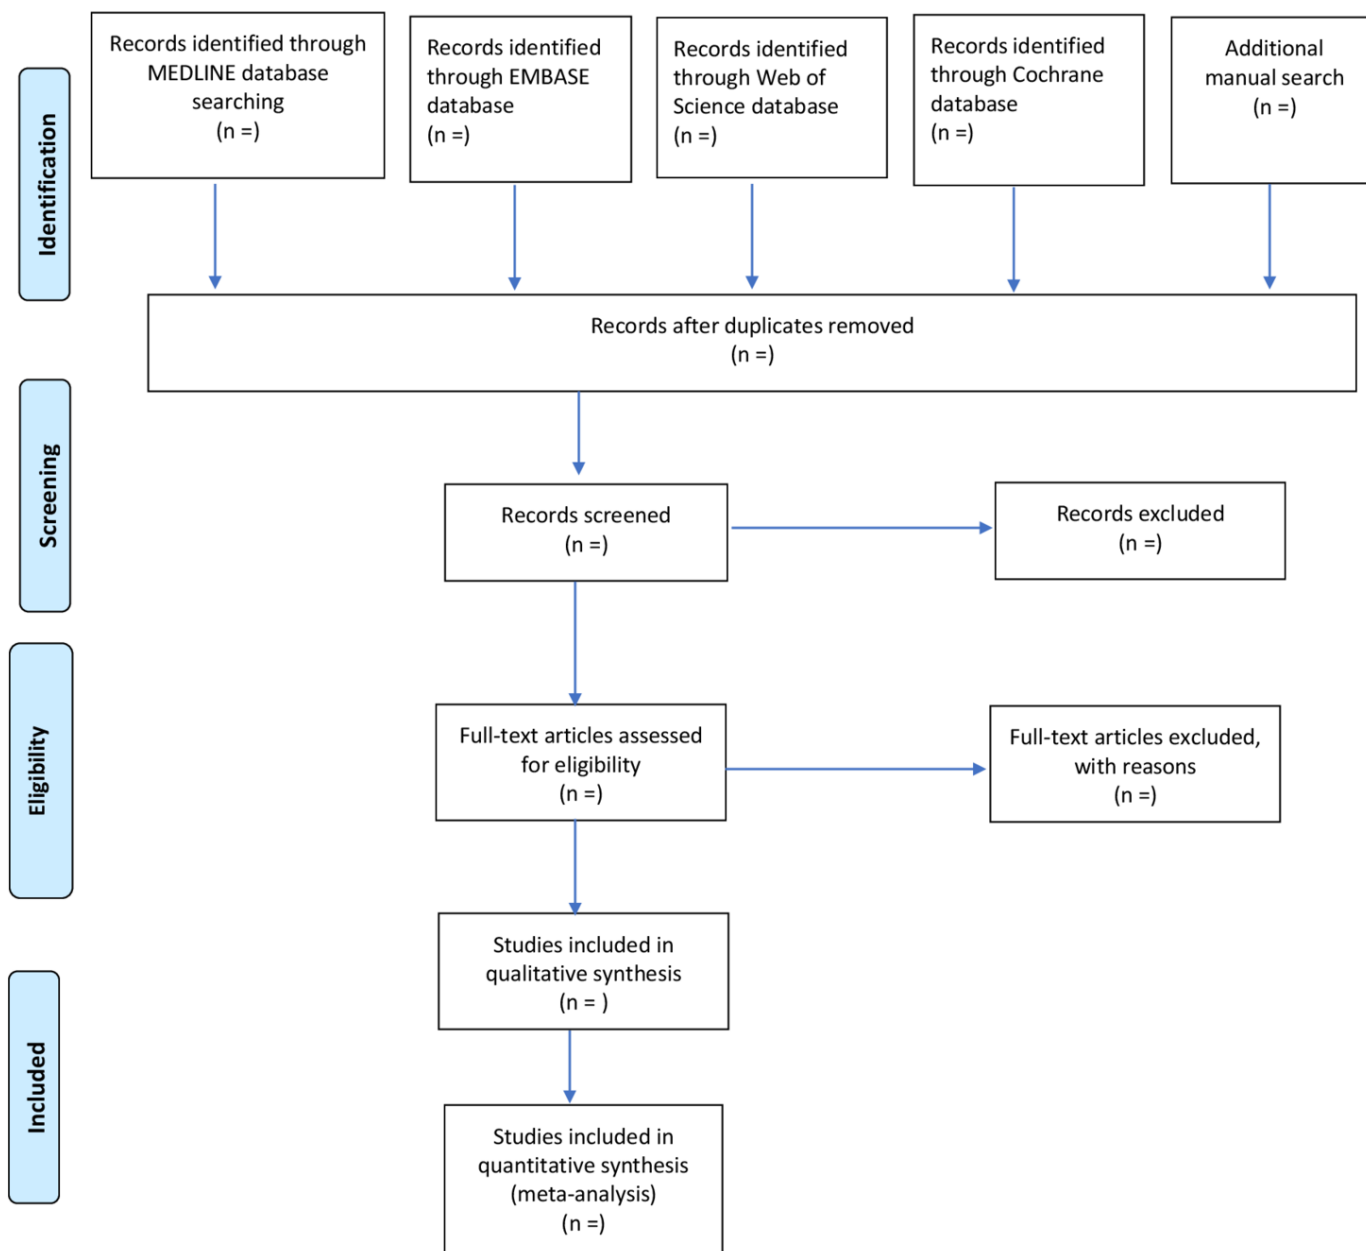 Identification
Records identified through
MEDLINE database
searching
(n =)
Records identified
through EMBASE
database
(n =)
Records identified
through Web of
Science database
(n =)
Records identified
through Cochrane
database
(n =)
Additional
manual search
(n =)
Records after duplicates removed
(n =)
Screening
Records screened
(n =)
Records excluded
(n =)
Eligibility
Full-text articles assessed
for eligibility
(n =)
Full-text articles excluded,
with reasons
(n =)
Included
Studies included in
qualitative synthesis
(n = )
Studies included in
quantitative synthesis
(meta-analysis)
(n =)